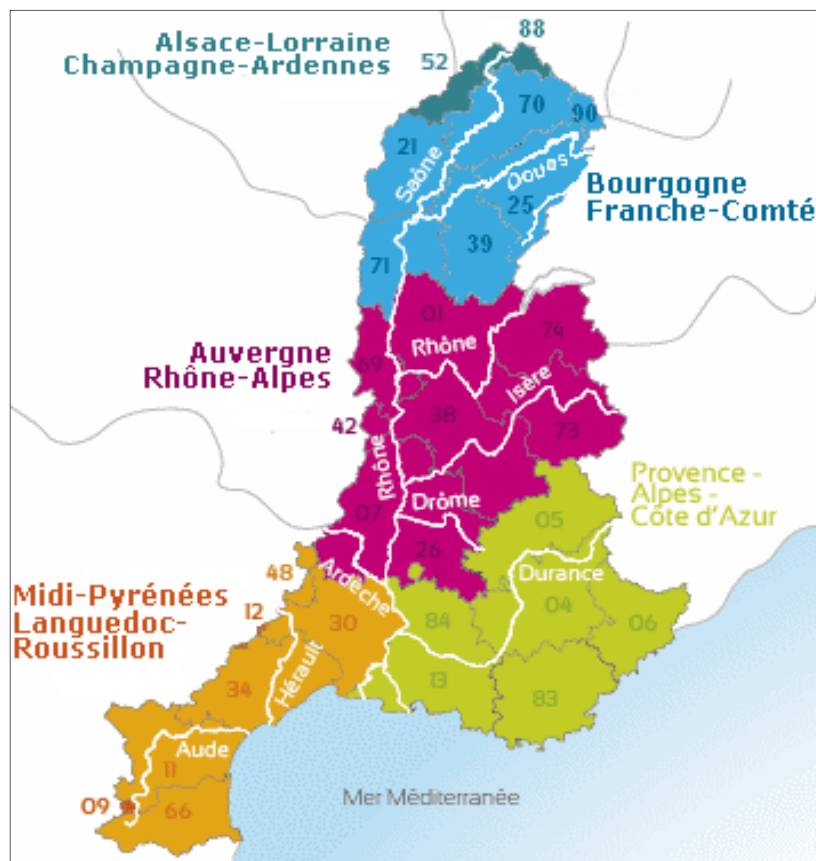 Alsace-Lorraine
Champagne-Ardennes
88
52
70
90
21
Saône
Doubs
25
Bourgogne
Franche-Comté
39
71
01
74
Auvergne
Rhône-Alpes
69
Rhône
Isère
42
38
73
Rhône
Provence -
Alpes -
Côte d'Azur
07
Drôme
05
26
48
Ardèche
Durance
Midi-Pyrénées
Languedoc-
Roussillon
12
30
84
04
06
34
Hérault
13
83
Aude
11
09
66
Mer Méditerranée